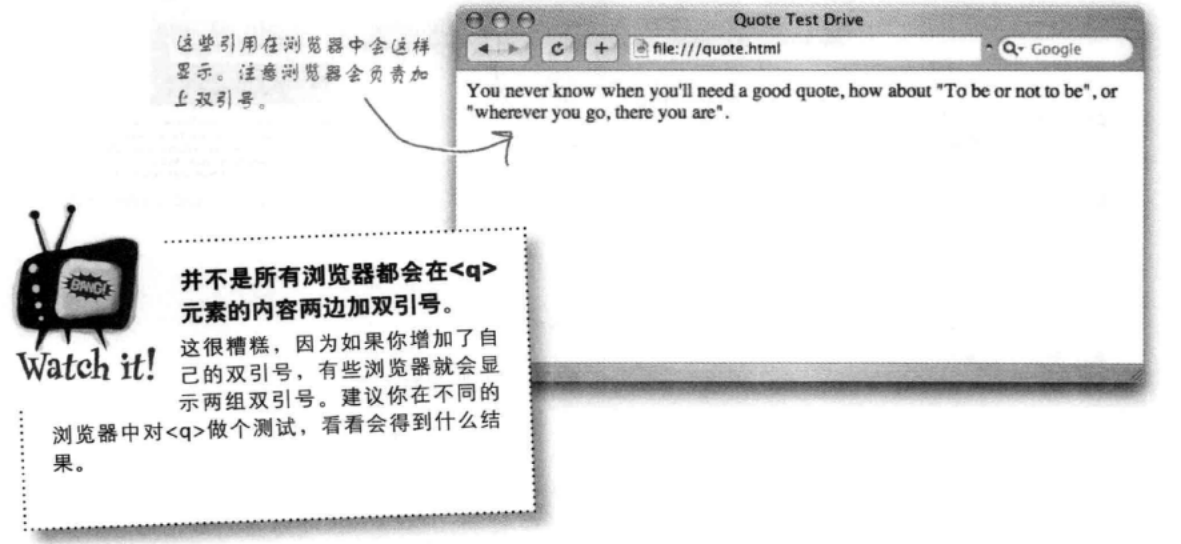 这些引用在浏览器中会这样
显示。注意浏览器会负责加
上双引号。
Quote Test Drive
file:///quote.html
Google
You never know when you'll need a good quote, how about "To be or not to be", or
"wherever you go, there you are".
BANG!
Watch it!
并不是所有浏览器都会在<q>
元素的内容两边加双引号。
这很糟糕，因为如果你增加了自
己的双引号，有些浏览器就会显
示两组双引号。建议你在不同的
浏览器中对<q>做个测试，看看会得到什么结
果。